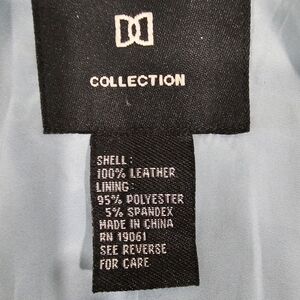 COLLECTION
SHELL:
100% LEATHER
LINING:
95% POLYESTER
5% SPANDEX
MADE IN CHINA
RN 19061
SEE REVERSE
FOR CARE